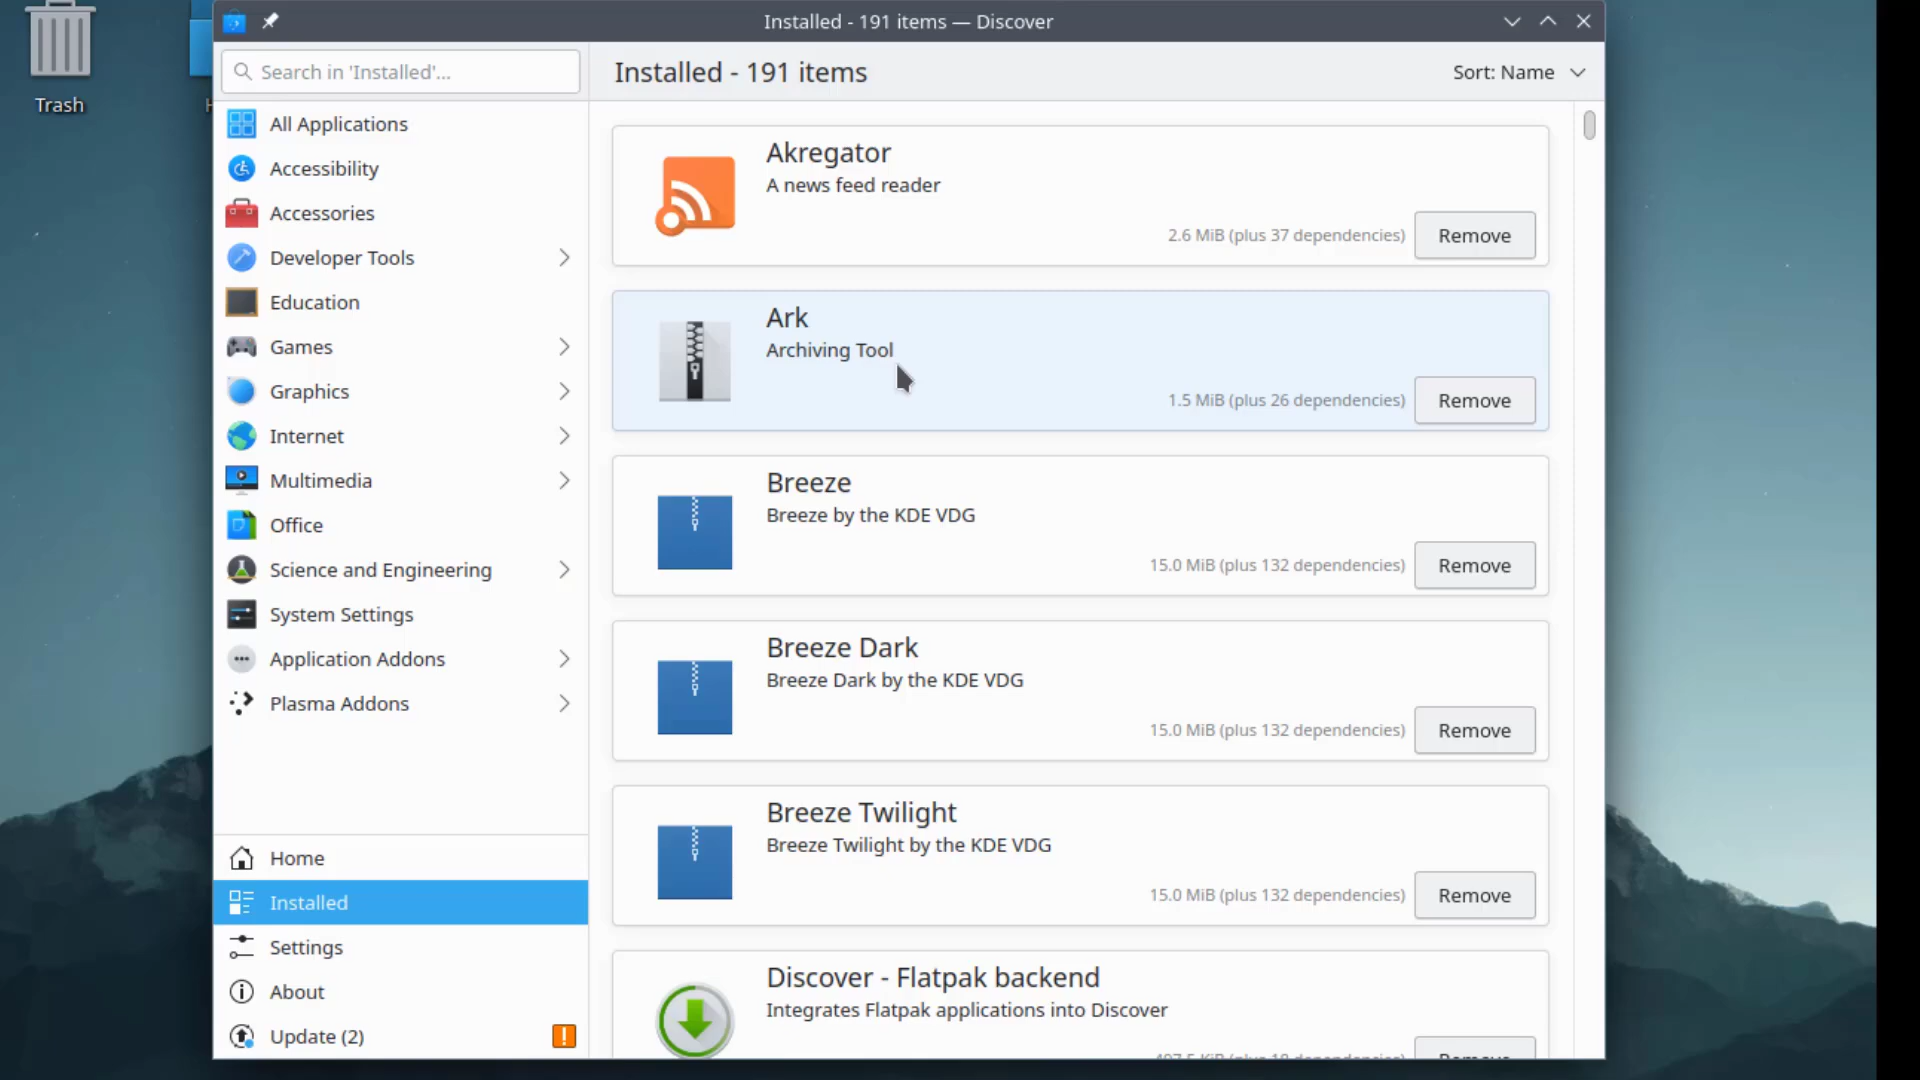 Installed - 191 items — Discover
Trash
H
Search in 'Installed'...
Installed - 191 items
Sort: Name
All Applications
Accessibility
Accessories
Developer Tools
Education
Games
Graphics
Internet
Multimedia
Office
Science and Engineering
System Settings
Application Addons
Plasma Addons
Home
Installed
Settings
About
Update (2)
Akregator
A news feed reader
2.6 MiB (plus 37 dependencies)
Remove
Ark
Archiving Tool
1.5 MiB (plus 26 dependencies)
Remove
Breeze
Breeze by the KDE VDG
15.0 MiB (plus 132 dependencies)
Remove
Breeze Dark
Breeze Dark by the KDE VDG
15.0 MiB (plus 132 dependencies)
Remove
Breeze Twilight
Breeze Twilight by the KDE VDG
15.0 MiB (plus 132 dependencies)
Remove
Discover - Flatpak backend
Integrates Flatpak applications into Discover
Remove